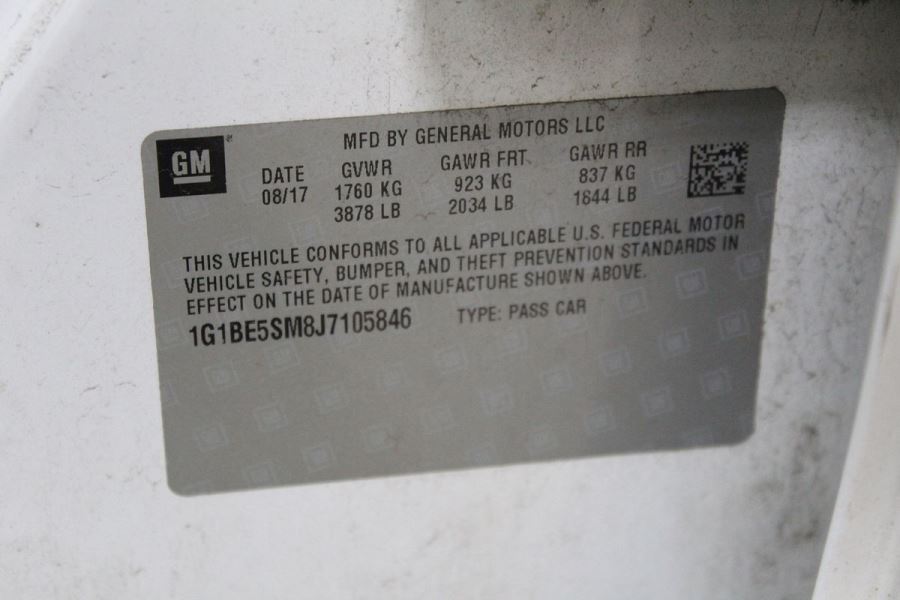 GM
MFD BY GENERAL MOTORS LLC
DATE GVWR GAWR FRT GAWR RR
08/17 1760 KG 923 KG 837 KG
3878 LB 2034 LB 1844 LB
THIS VEHICLE CONFORMS TO ALL APPLICABLE U.S. FEDERAL MOTOR
VEHICLE SAFETY, BUMPER, AND THEFT PREVENTION STANDARDS IN
EFFECT ON THE DATE OF MANUFACTURE SHOWN ABOVE.
1G1BE5SM8J7105846 TYPE: PASS CAR